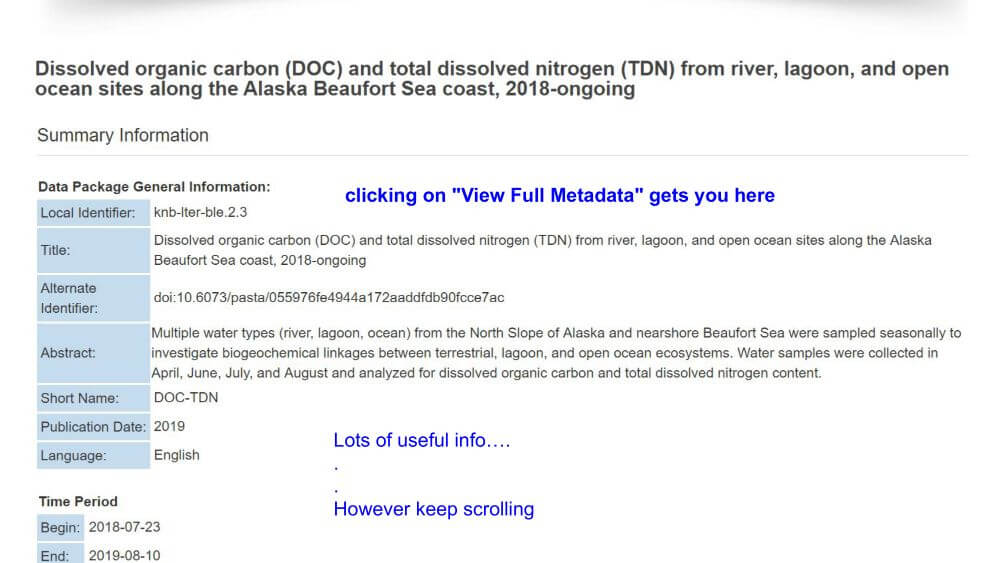 Dissolved organic carbon (DOC) and total dissolved nitrogen (TDN) from river, lagoon, and open
ocean sites along the Alaska Beaufort Sea coast, 2018-ongoing
Summary Information
Data Package General Information:
clicking on "View Full Metadata" gets you here
Local Identifier: knb-lter-ble.2.3
Title: Dissolved organic carbon (DOC) and total dissolved nitrogen (TDN) from river, lagoon, and open ocean sites along the Alaska
Beaufort Sea coast, 2018-ongoing
Alternate
Identifier: doi:10.6073/pasta/055976fe4944a172aaddfdb90fcce7ac
Abstract: Multiple water types (river, lagoon, ocean) from the North Slope of Alaska and nearshore Beaufort Sea were sampled seasonally to
investigate biogeochemical linkages between terrestrial, lagoon, and open ocean ecosystems. Water samples were collected in
April, June, July, and August and analyzed for dissolved organic carbon and total dissolved nitrogen content.
Short Name: DOC-TDN
Publication Date: 2019
Language: English
Lots of useful info….
.
.
However keep scrolling
Time Period
Begin: 2018-07-23
End: 2019-08-10